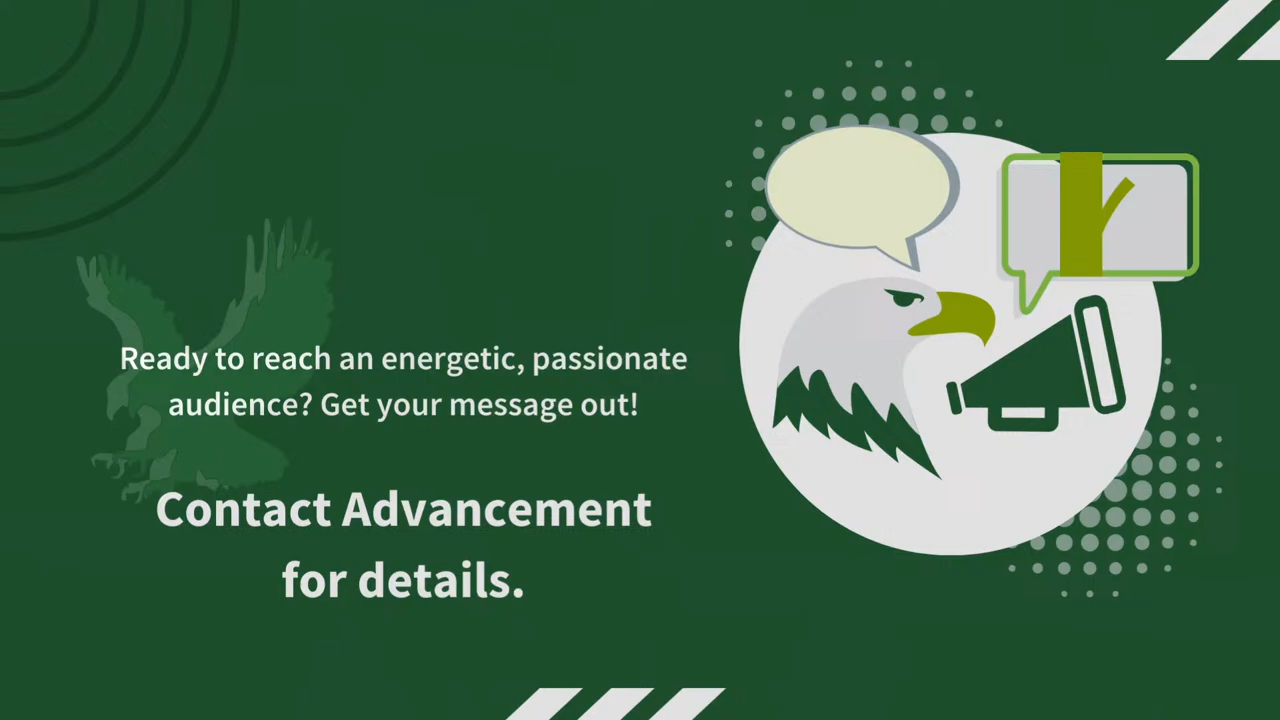 Ready to reach an energetic, passionate
audience? Get your message out!
Contact Advancement
for details.